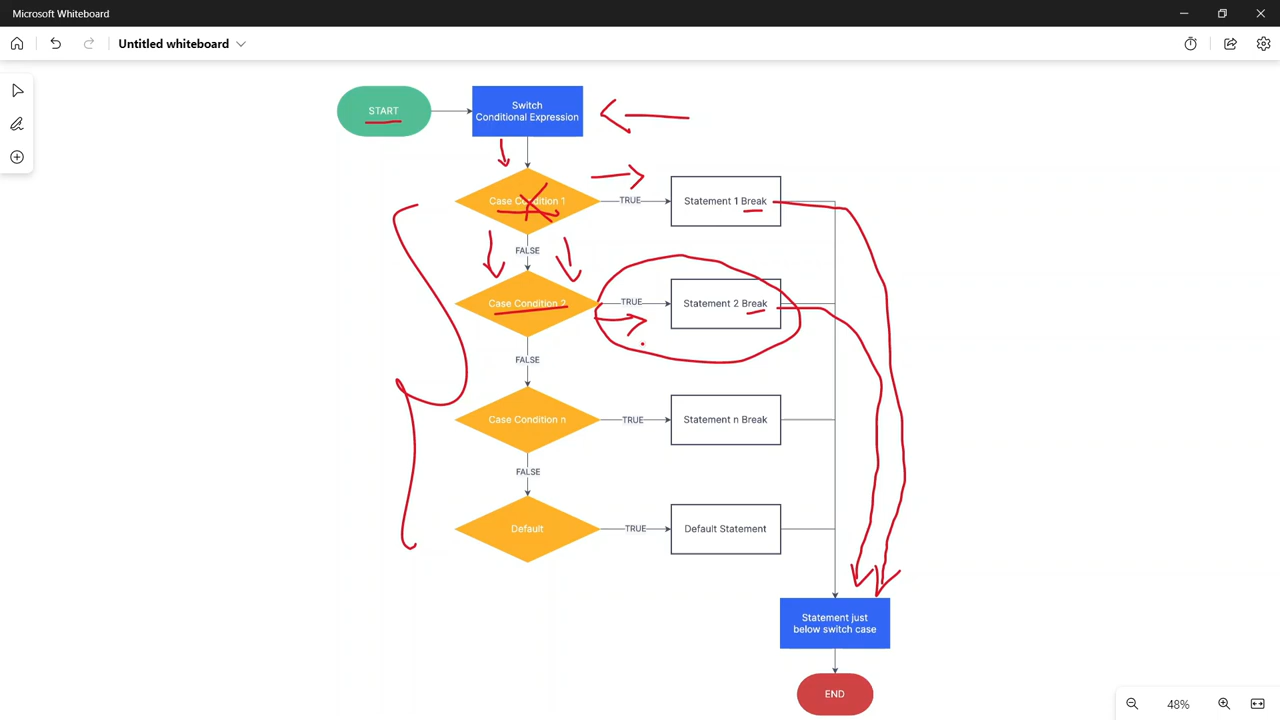 Microsoft Whiteboard
Untitled whiteboard
START
Switch
Conditional Expression
Case Condition 1
TRUE
Statement 1 Break
FALSE
Case Condition 2
TRUE
Statement 2 Break
FALSE
Case Condition n
TRUE
Statement n Break
FALSE
Default
TRUE
Default Statement
Statement just
below switch case
END
48%